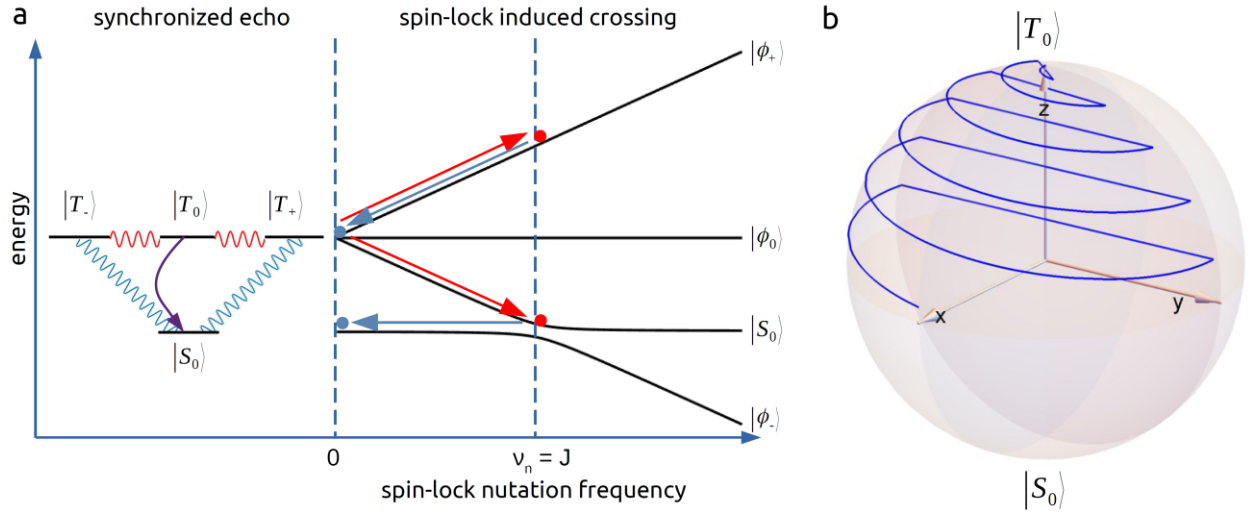 a
synchronized echo
spin-lock induced crossing
b
|T₀⟩
|ϕ₊⟩
z
|T₋⟩ |T₀⟩ |T₊⟩
energy
|ϕ₀⟩
y
x
|S₀⟩
|S₀⟩
|ϕ₋⟩
0
νₙ = J
|S₀⟩
spin-lock nutation frequency